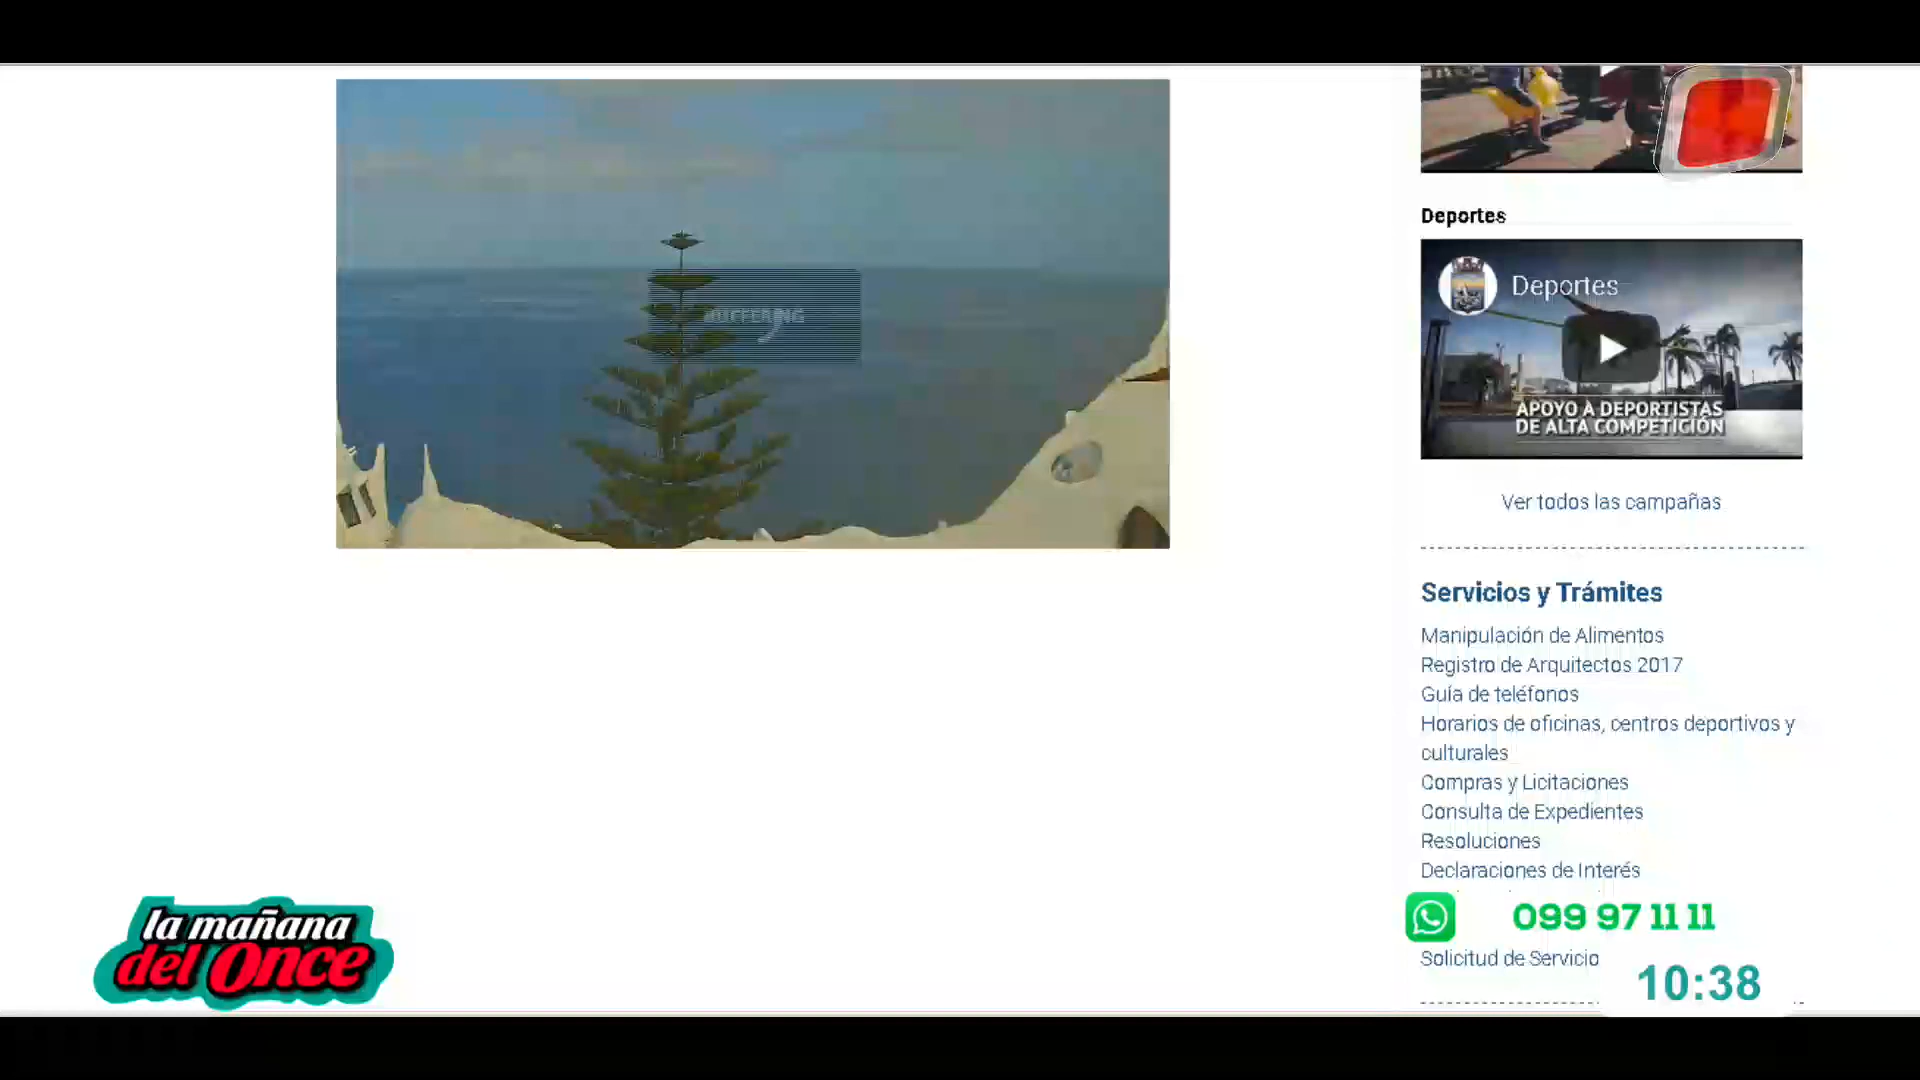 BUFFERING
Deportes
Deportes
APOYO A DEPORTISTAS
DE ALTA COMPETICIÓN
Ver todos las campañas
Servicios y Trámites
Manipulación de Alimentos
Registro de Arquitectos 2017
Guía de teléfonos
Horarios de oficinas, centros deportivos y
culturales
Compras y Licitaciones
Consulta de Expedientes
Resoluciones
Declaraciones de Interés
099 97 11 11
Solicitud de Servicio
10:38
la mañana
del Once